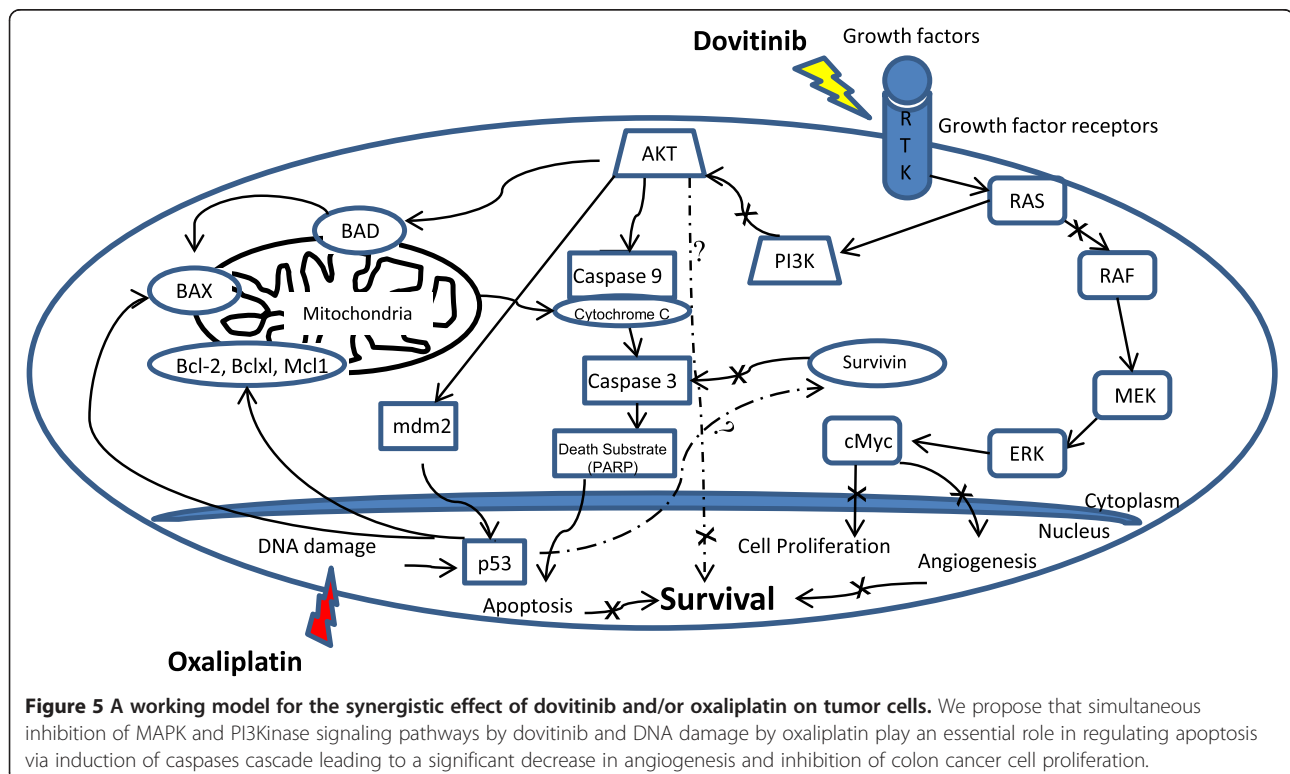 Dovitinib
Growth factors
R
T
K
Growth factor receptors
AKT
RAS
BAD
PI3K
?
RAF
Caspase 9
BAX
Cytochrome C
Mitochondria
Bcl-2, Bclxl, Mcl1
Caspase 3
Survivin
MEK
mdm2
?
cMyc
ERK
Death Substrate
(PARP)
Cytoplasm
Nucleus
DNA damage
p53
Cell Proliferation
Angiogenesis
Apoptosis
Survival
Oxaliplatin
Figure 5 A working model for the synergistic effect of dovitinib and/or oxaliplatin on tumor cells. We propose that simultaneous
inhibition of MAPK and PI3Kinase signaling pathways by dovitinib and DNA damage by oxaliplatin play an essential role in regulating apoptosis
via induction of caspases cascade leading to a significant decrease in angiogenesis and inhibition of colon cancer cell proliferation.